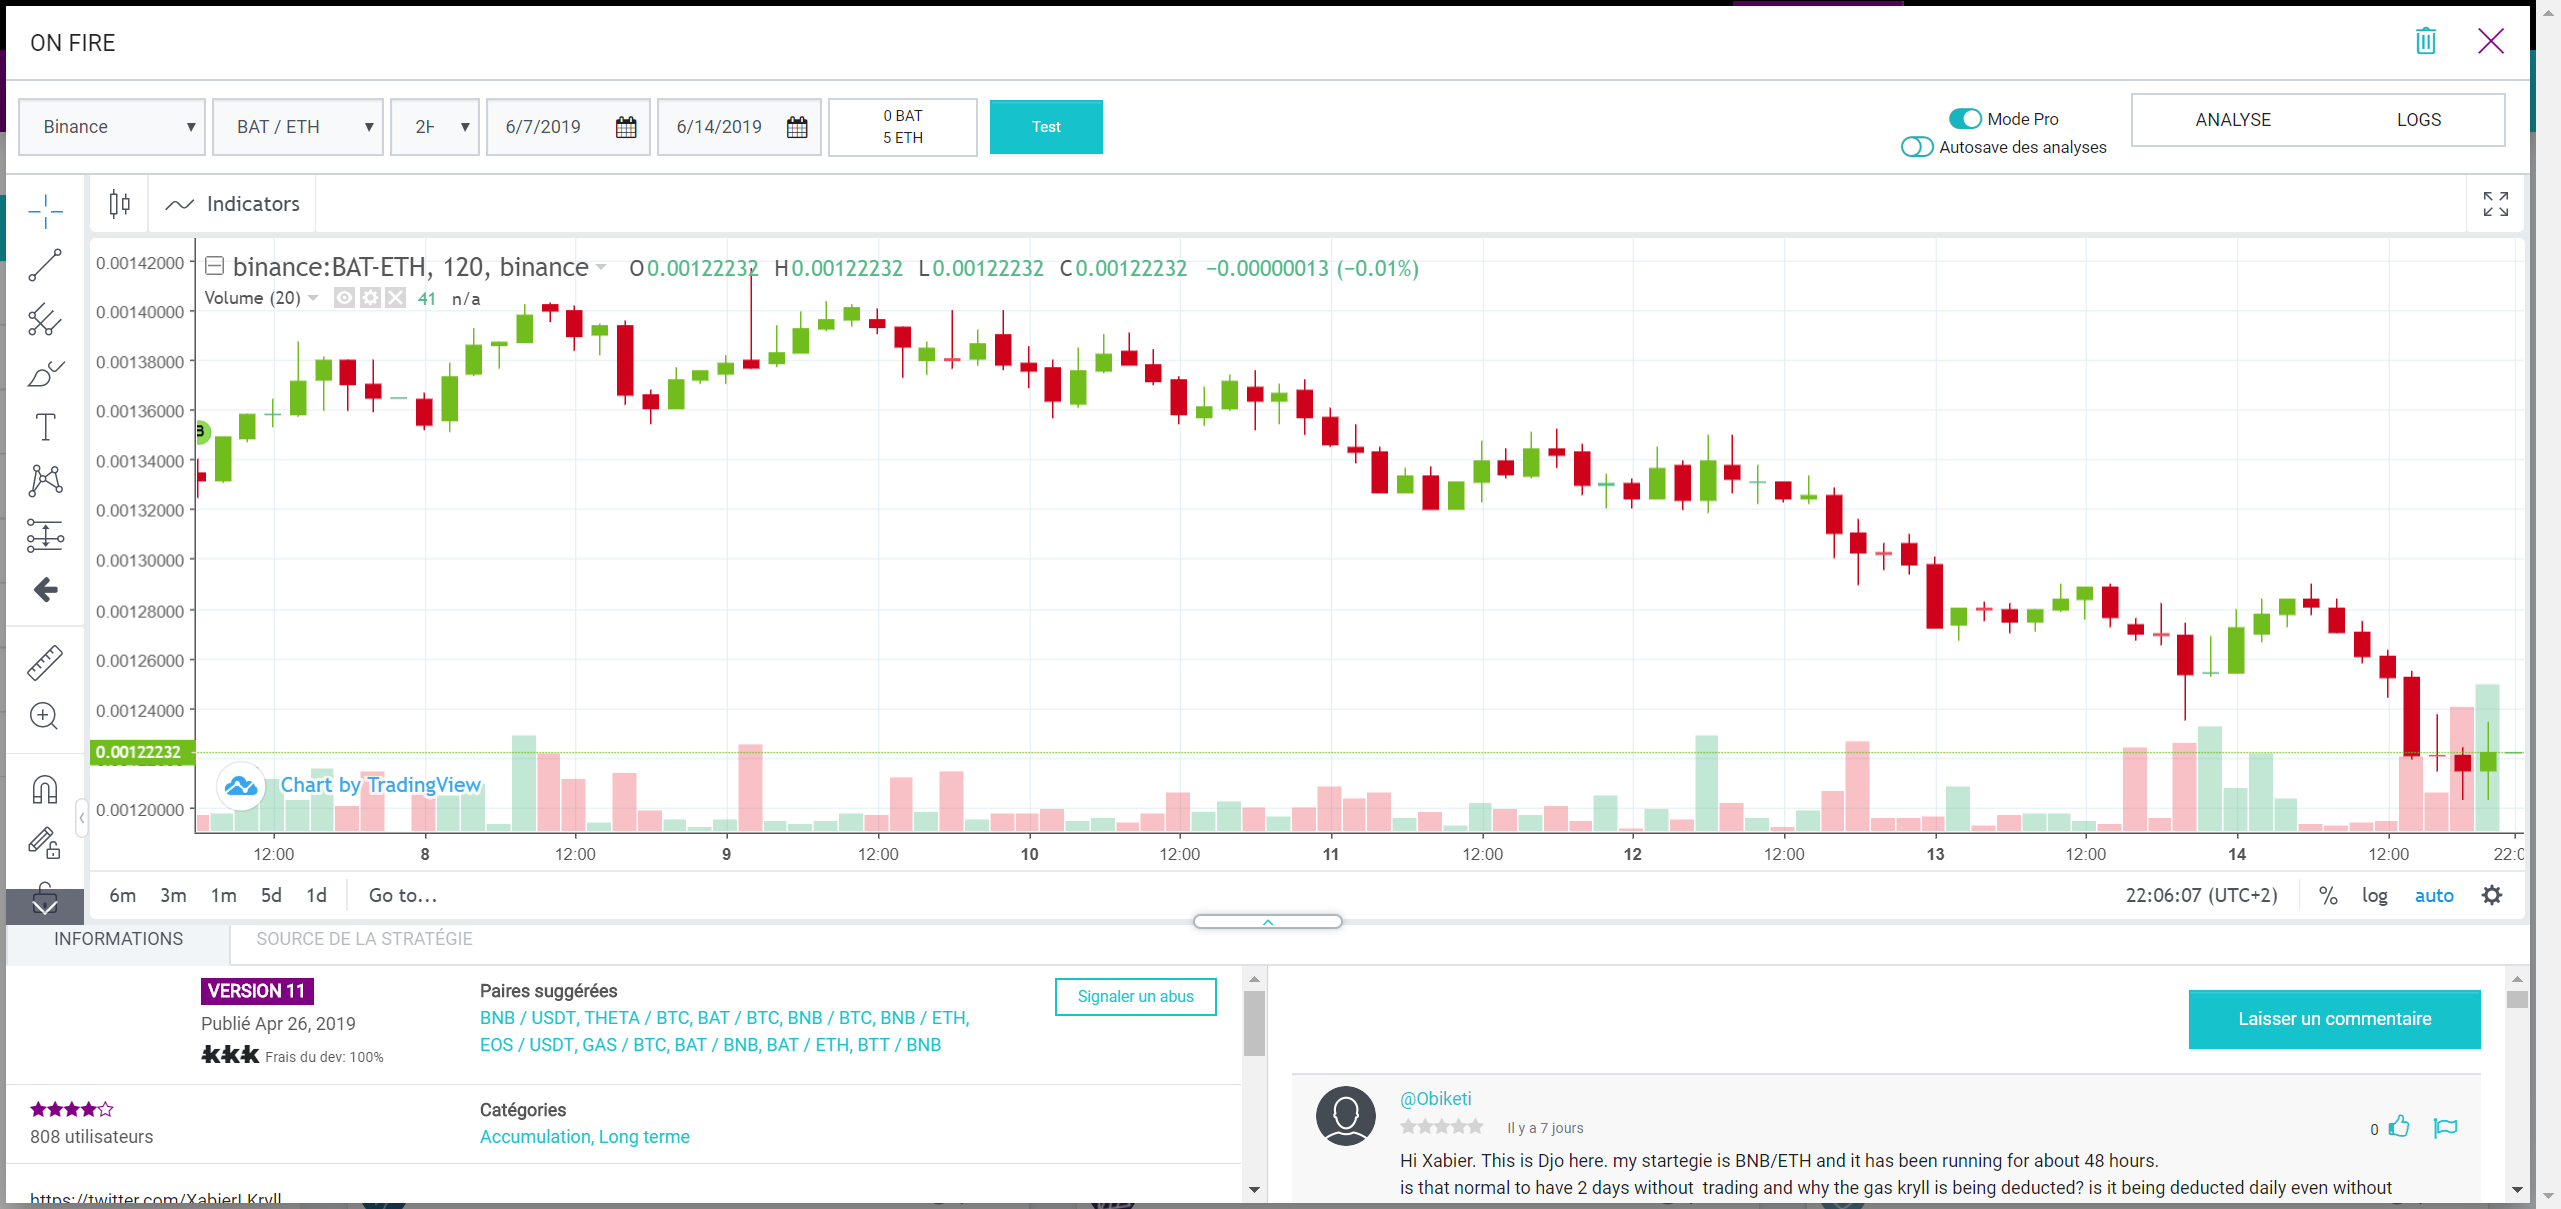 ON FIRE
Binance
BAT / ETH
6/7/2019
6/14/2019
0 BAT
5 ETH
Test
Mode Pro
Autosave des analyses
ANALYSE
LOGS
Indicators
binance:BAT-ETH, 120, binance
O0.00122232 H0.00122232 L0.00122232 C0.00122232 −0.00000013 (−0.01%)
Volume (20) 41 n/a
0.00142000
0.00140000
0.00138000
0.00136000
0.00134000
0.00132000
0.00130000
0.00128000
0.00126000
0.00124000
0.00122232
0.00120000
B
Chart by TradingView
12:00 8 12:00 9 12:00 10 12:00 11 12:00 12 12:00 13 12:00 14 12:00
6m 3m 1m 5d 1d Go to...
22:06:07 (UTC+2) % log auto
INFORMATIONS
SOURCE DE LA STRATÉGIE
VERSION 11
Publié Apr 26, 2019
kkk Frais du dev: 100%
Paires suggérées
BNB / USDT, THETA / BTC, BAT / BTC, BNB / BTC, BNB / ETH,
EOS / USDT, GAS / BTC, BAT / BNB, BAT / ETH, BTT / BNB
Signaler un abus
808 utilisateurs
Catégories
Accumulation, Long terme
https://twitter.com/XabierLKryll
Laisser un commentaire
@Obiketi
Il y a 7 jours
0
Hi Xabier. This is Djo here. my startegie is BNB/ETH and it has been running for about 48 hours.
is that normal to have 2 days without trading and why the gas kryll is being deducted? is it being deducted daily even without